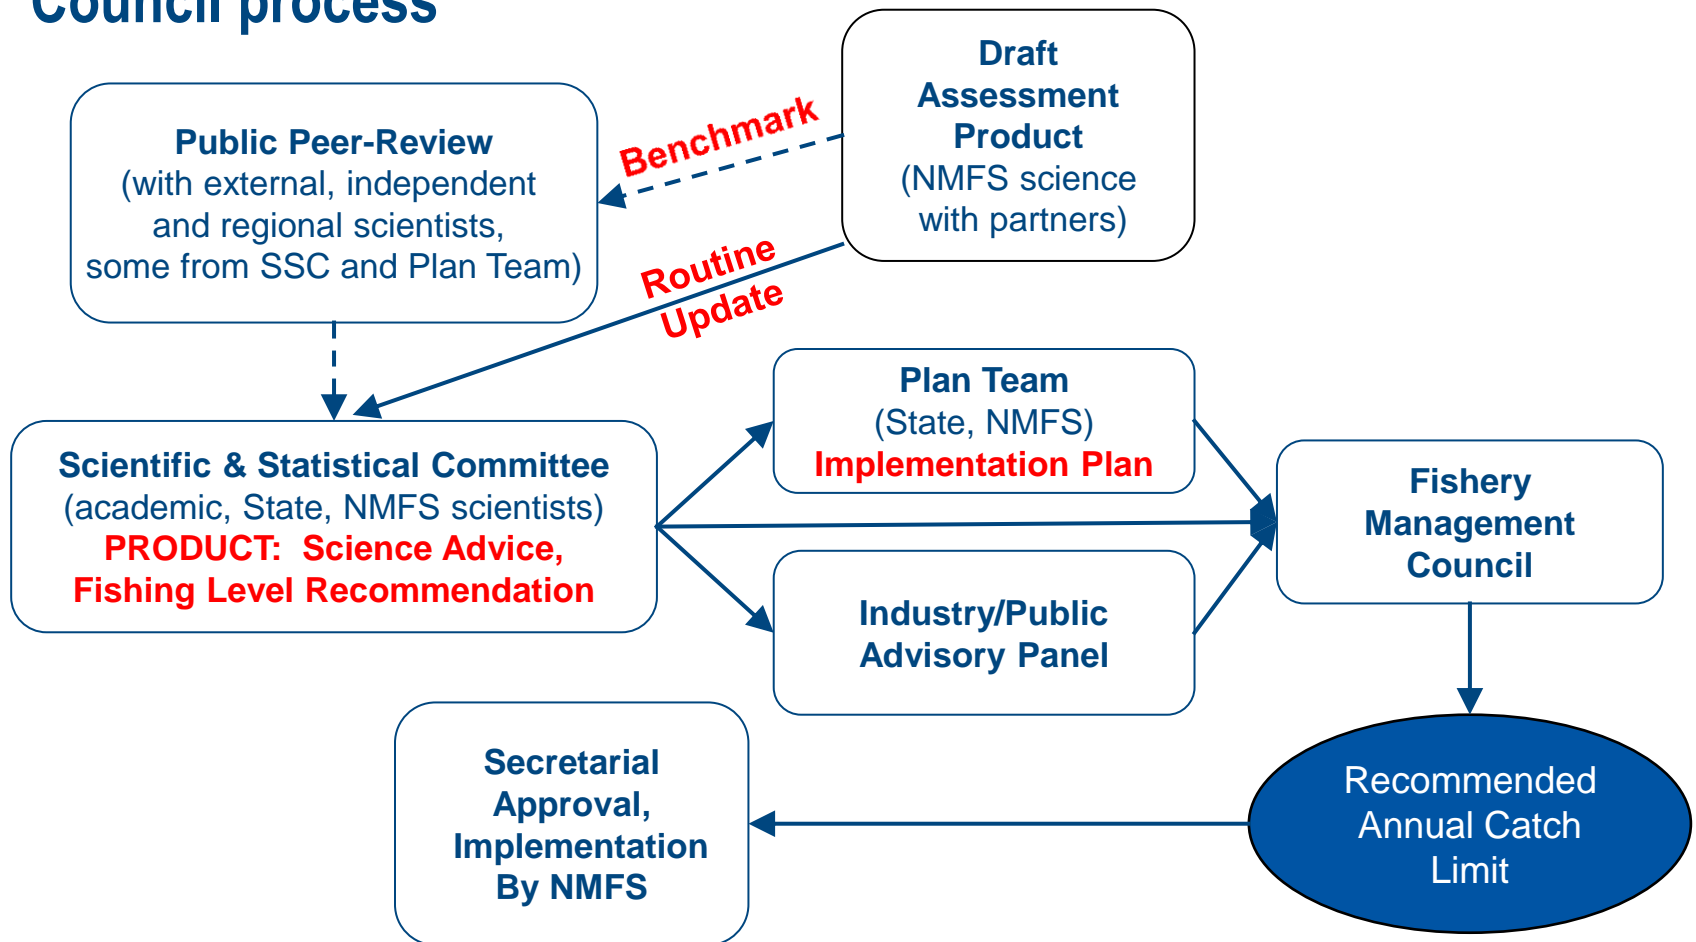 Council process
Draft
Assessment
Product
(NMFS science
with partners)
Public Peer-Review
(with external, independent
and regional scientists,
some from SSC and Plan Team)
Benchmark
Routine
Update
Scientific & Statistical Committee
(academic, State, NMFS scientists)
PRODUCT:  Science Advice,
Fishing Level Recommendation
Plan Team
(State, NMFS)
Implementation Plan
Industry/Public
Advisory Panel
Fishery
Management
Council
Recommended
Annual Catch
Limit
Secretarial
Approval,
Implementation
By NMFS